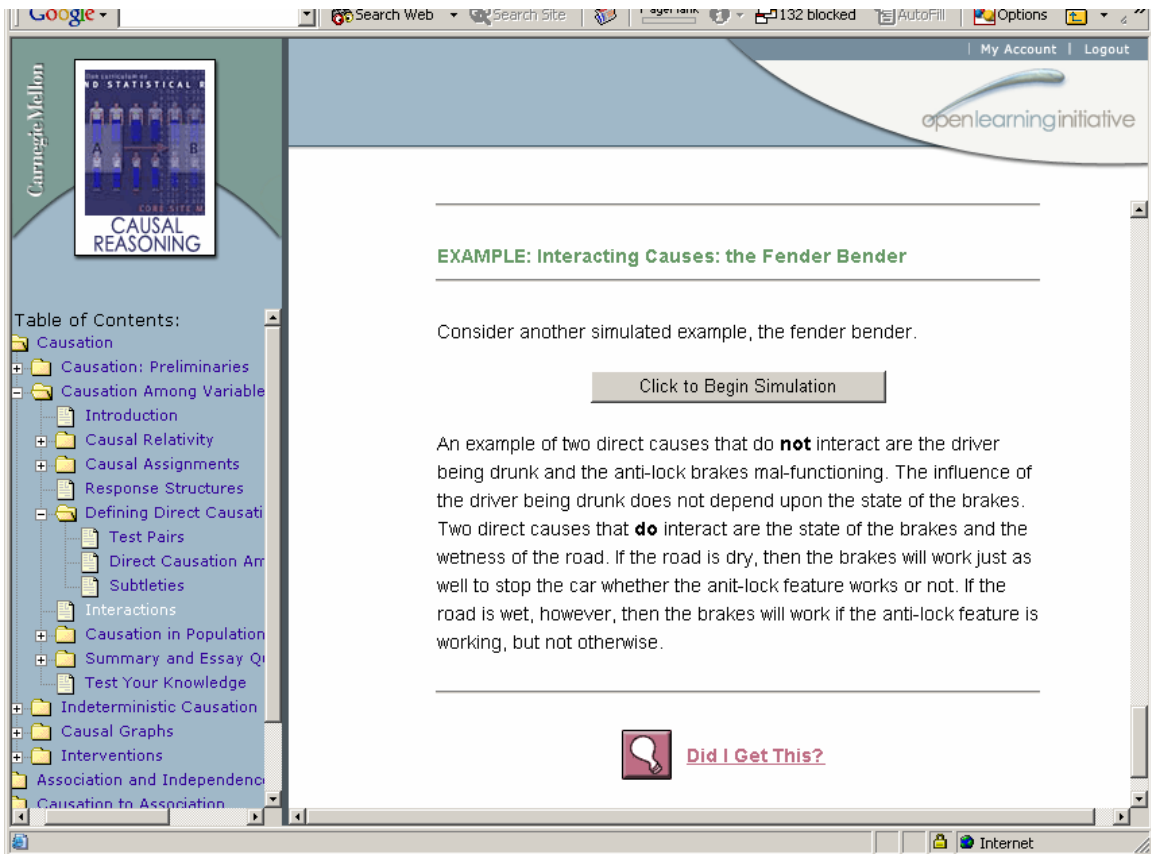 Google
Search Web
Search Site
PageRank
132 blocked
AutoFill
Options
My Account | Logout
Carnegie Mellon
ND STATISTICAL R
A
B
CORE SITE M
CAUSAL
REASONING
openlearninginitiative
Table of Contents:
Causation
Causation: Preliminaries
Causation Among Variable
Introduction
Causal Relativity
Causal Assignments
Response Structures
Defining Direct Causati
Test Pairs
Direct Causation Am
Subtleties
Interactions
Causation in Population
Summary and Essay Qu
Test Your Knowledge
Indeterministic Causation
Causal Graphs
Interventions
Association and Independenc
Causation to Association
EXAMPLE: Interacting Causes: the Fender Bender
Consider another simulated example, the fender bender.
Click to Begin Simulation
An example of two direct causes that do not interact are the driver
being drunk and the anti-lock brakes mal-functioning. The influence of
the driver being drunk does not depend upon the state of the brakes.
Two direct causes that do interact are the state of the brakes and the
wetness of the road. If the road is dry, then the brakes will work just as
well to stop the car whether the anit-lock feature works or not. If the
road is wet, however, then the brakes will work if the anti-lock feature is
working, but not otherwise.
Did I Get This?
Internet